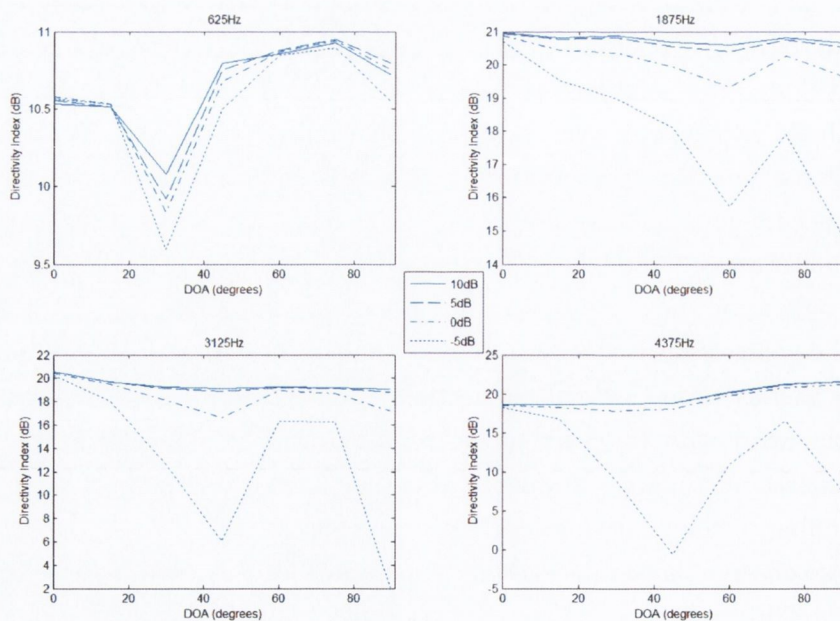 625Hz
11
10.5
10
9.5
Directivity Index (dB)
0 20 40 60 80
DOA (degrees)
1875Hz
21
20
19
18
17
16
15
14
Directivity Index (dB)
0 20 40 60 80
DOA (degrees)
10dB
5dB
0dB
-5dB
3125Hz
22
20
18
16
14
12
10
8
6
4
2
Directivity Index (dB)
0 20 40 60 80
DOA (degrees)
4375Hz
25
20
15
10
5
0
-5
Directivity Index (dB)
0 20 40 60 80
DOA (degrees)